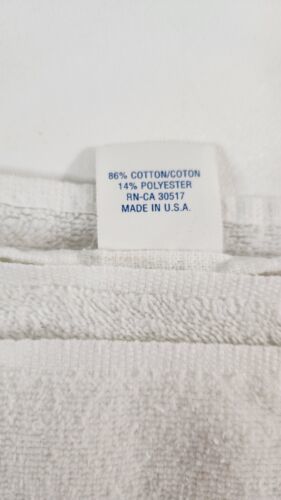 86% COTTON/COTON
14% POLYESTER
RN-CA 30517
MADE IN U.S.A.